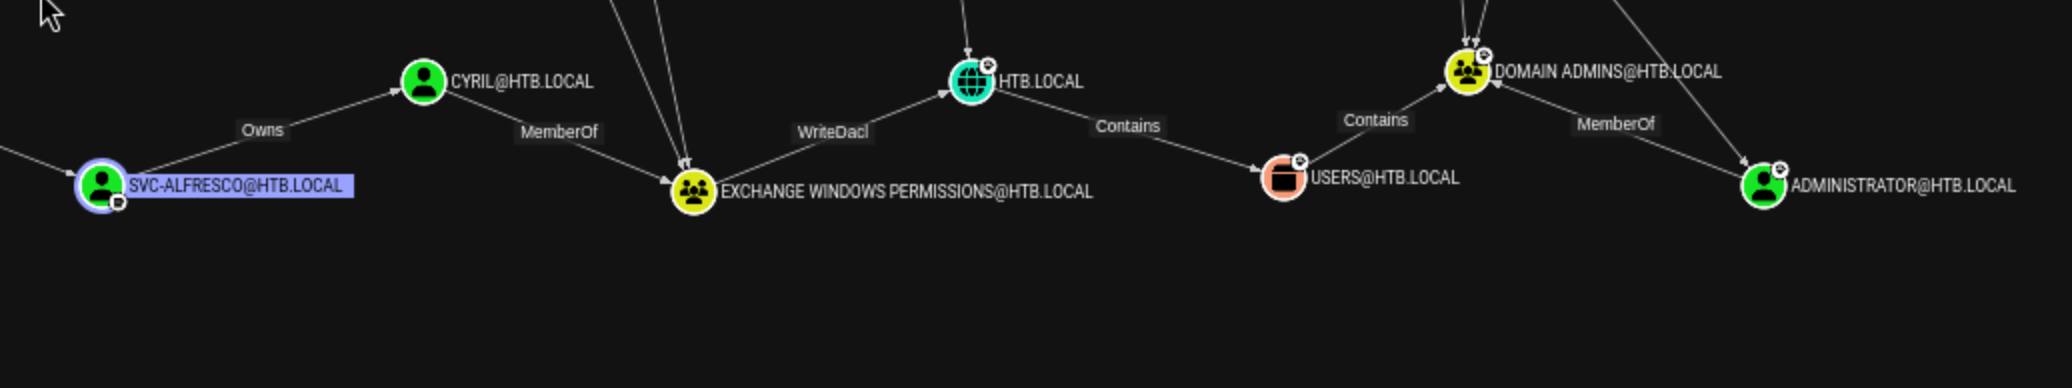 CYRIL@HTB.LOCAL
HTB.LOCAL
DOMAIN ADMINS@HTB.LOCAL
Owns
MemberOf
WriteDacl
Contains
Contains
MemberOf
SVC-ALFRESCO@HTB.LOCAL
EXCHANGE WINDOWS PERMISSIONS@HTB.LOCAL
USERS@HTB.LOCAL
ADMINISTRATOR@HTB.LOCAL